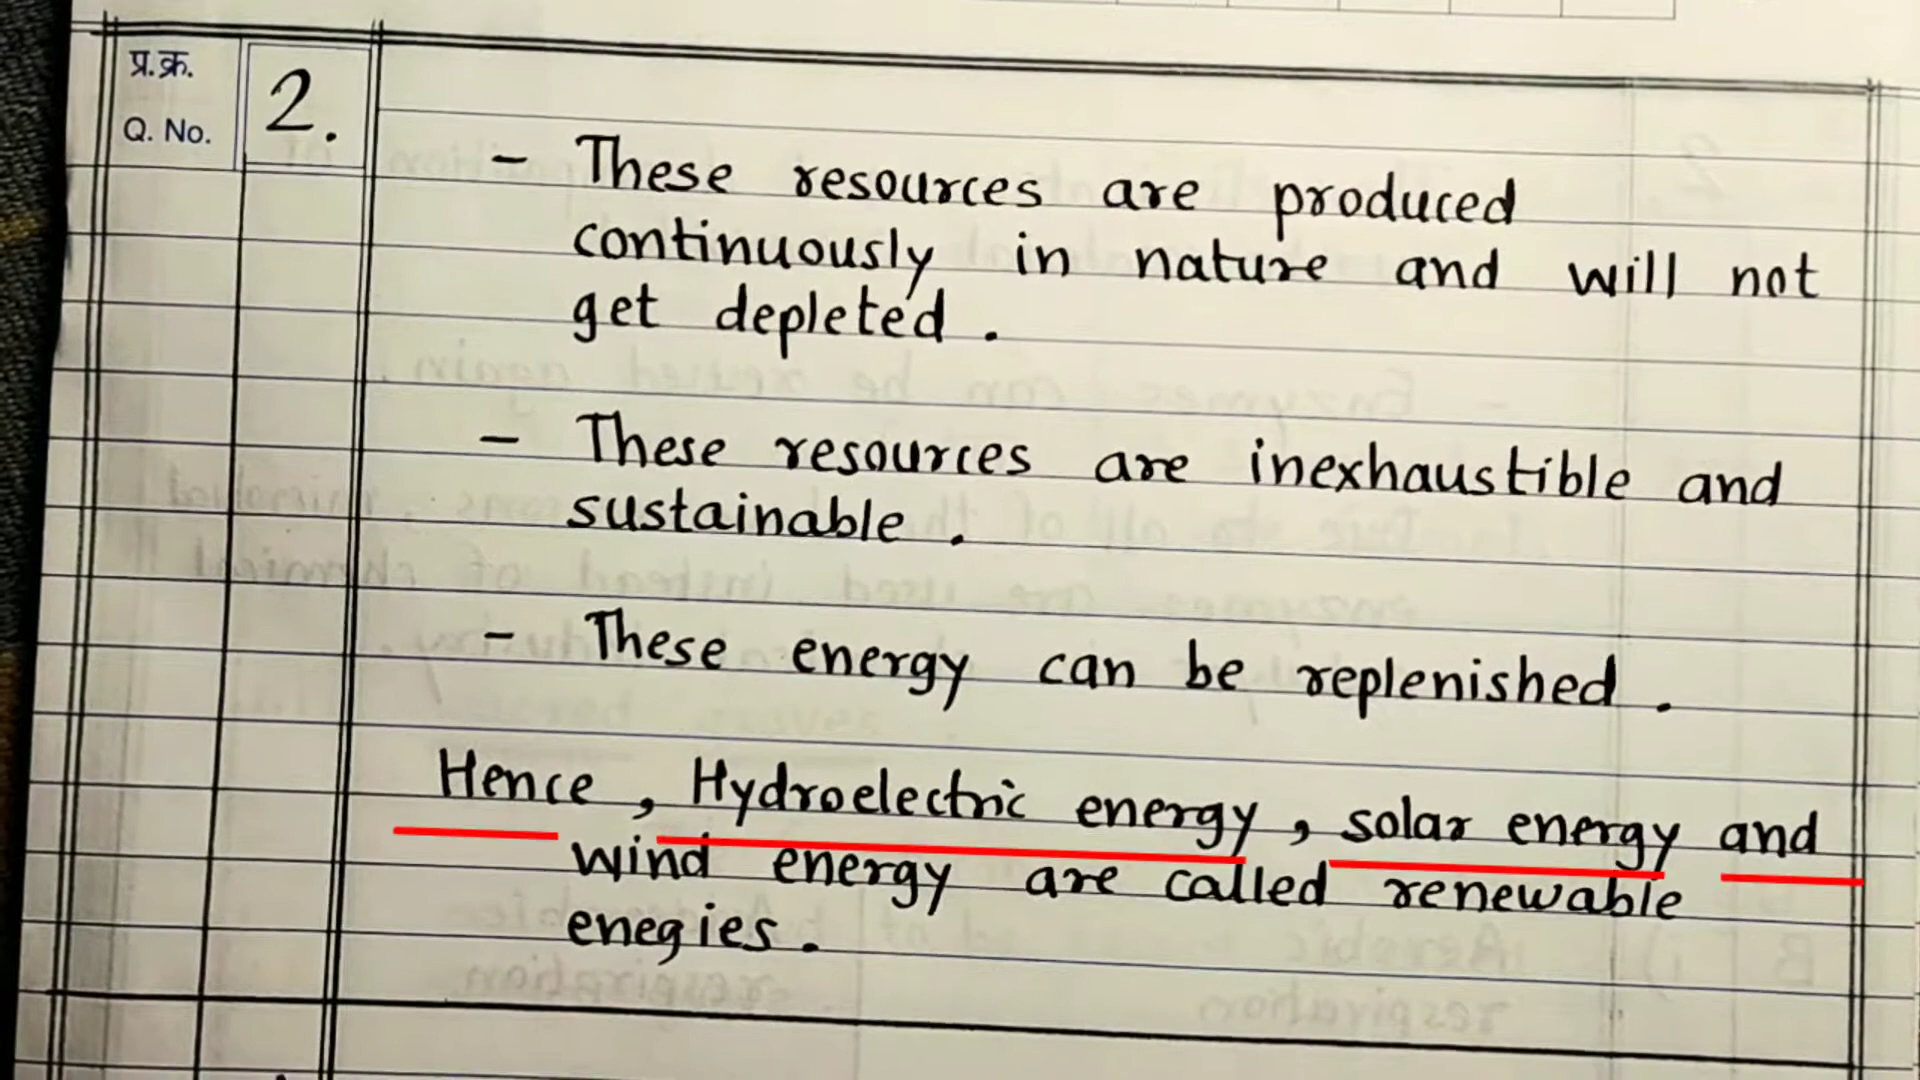 प्र.क्र.
Q. No.
2.
- These resources are produced
continuously in nature and will not
get depleted.
- These resources are inexhaustible and
sustainable.
- These energy can be replenished.
Hence, Hydroelectric energy, solar energy and
wind energy are called renewable
enegies.